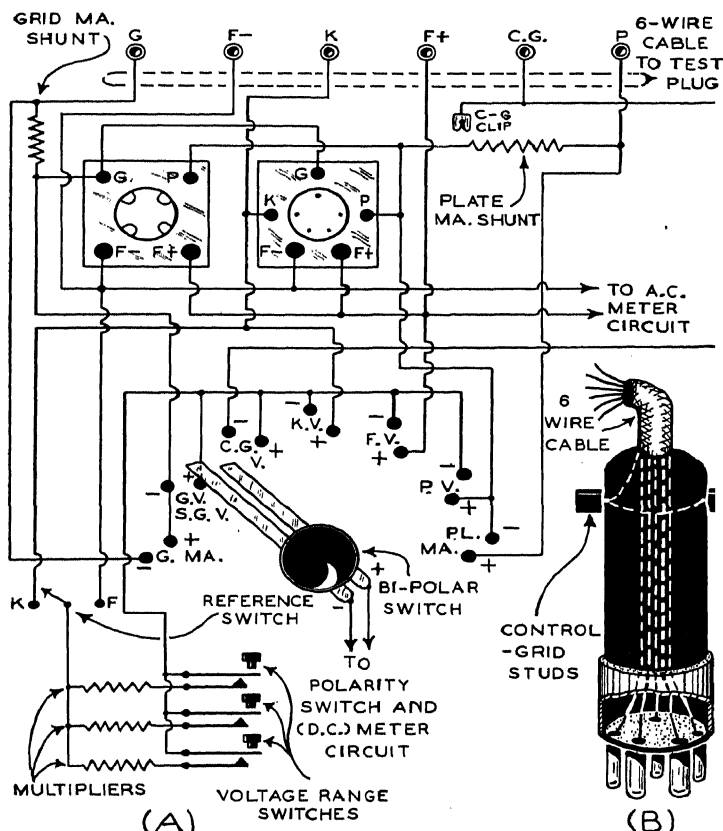 GRID MA.
SHUNT
G
F-
K
F+
C.G.
P
6-WIRE
CABLE
TO TEST
PLUG
C-G
CLIP
G.
P
G
K
P
PLATE
MA. SHUNT
F-
F+
F-
F+
TO A.C.
METER
CIRCUIT
6
WIRE
CABLE
-
C.G.
V.
+
-
K.V.
+
-
F.V.
+
-
P.V.
+
-
+
G.V.
S.G.V.
+
-
G. MA.
P.L.
MA.
-
+
BI-POLAR
SWITCH
+
-
K
F
REFERENCE
SWITCH
CONTROL
-GRID
STUDS
TO
POLARITY
SWITCH AND
(D.C.) METER
CIRCUIT
MULTIPLIERS
VOLTAGE RANGE
SWITCHES
(A)
(B)